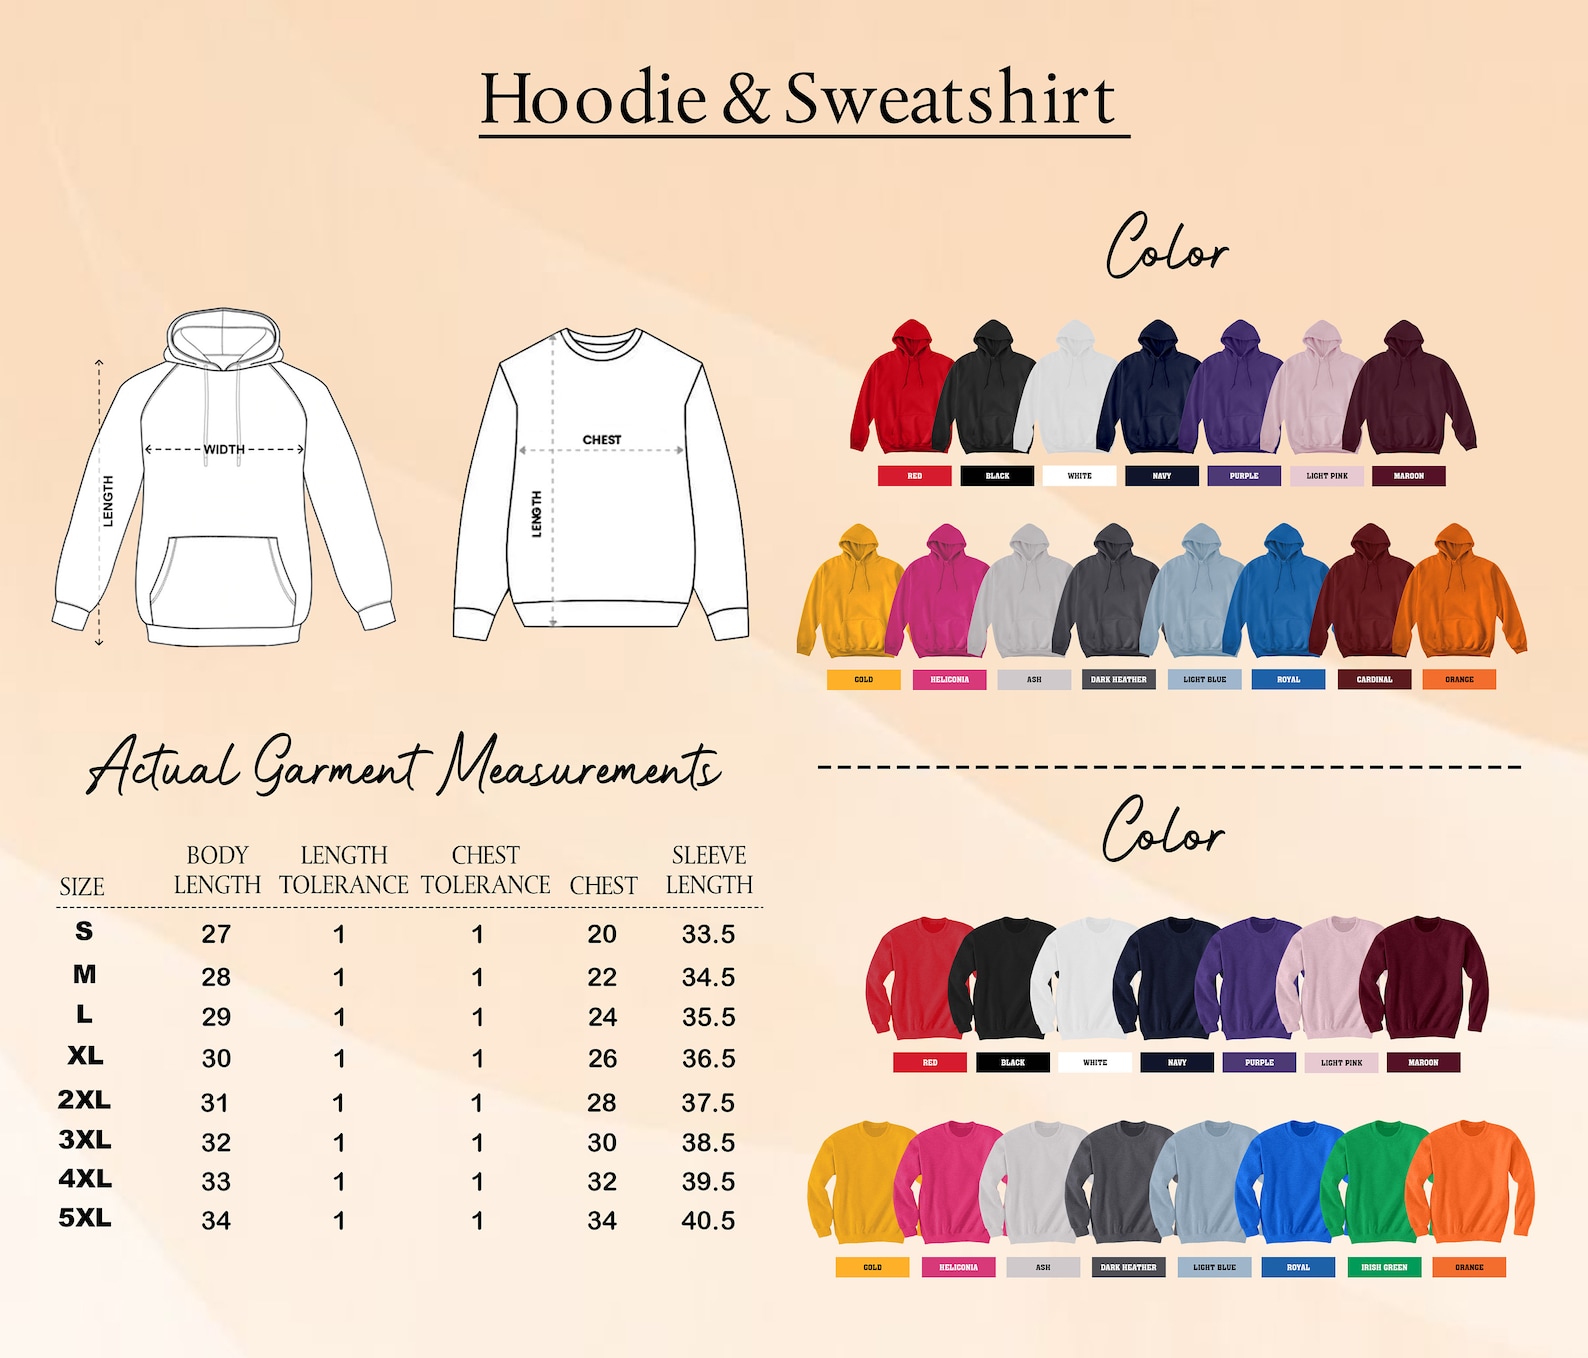 Hoodie & Sweatshirt
Color
WIDTH
LENGTH
CHEST
LENGTH
RED BLACK WHITE NAVY PURPLE LIGHT PINK MAROON
GOLD HELICONIA ASH DARK HEATHER LIGHT BLUE ROYAL CARDINAL ORANGE
Actual Garment Measurements
BODY LENGTH CHEST SLEEVE
SIZE LENGTH TOLERANCE TOLERANCE CHEST LENGTH
S 27 1 1 20 33.5
M 28 1 1 22 34.5
L 29 1 1 24 35.5
XL 30 1 1 26 36.5
2XL 31 1 1 28 37.5
3XL 32 1 1 30 38.5
4XL 33 1 1 32 39.5
5XL 34 1 1 34 40.5
Color
RED BLACK WHITE NAVY PURPLE LIGHT PINK MAROON
GOLD HELICONIA ASH DARK HEATHER LIGHT BLUE ROYAL IRISH GREEN ORANGE